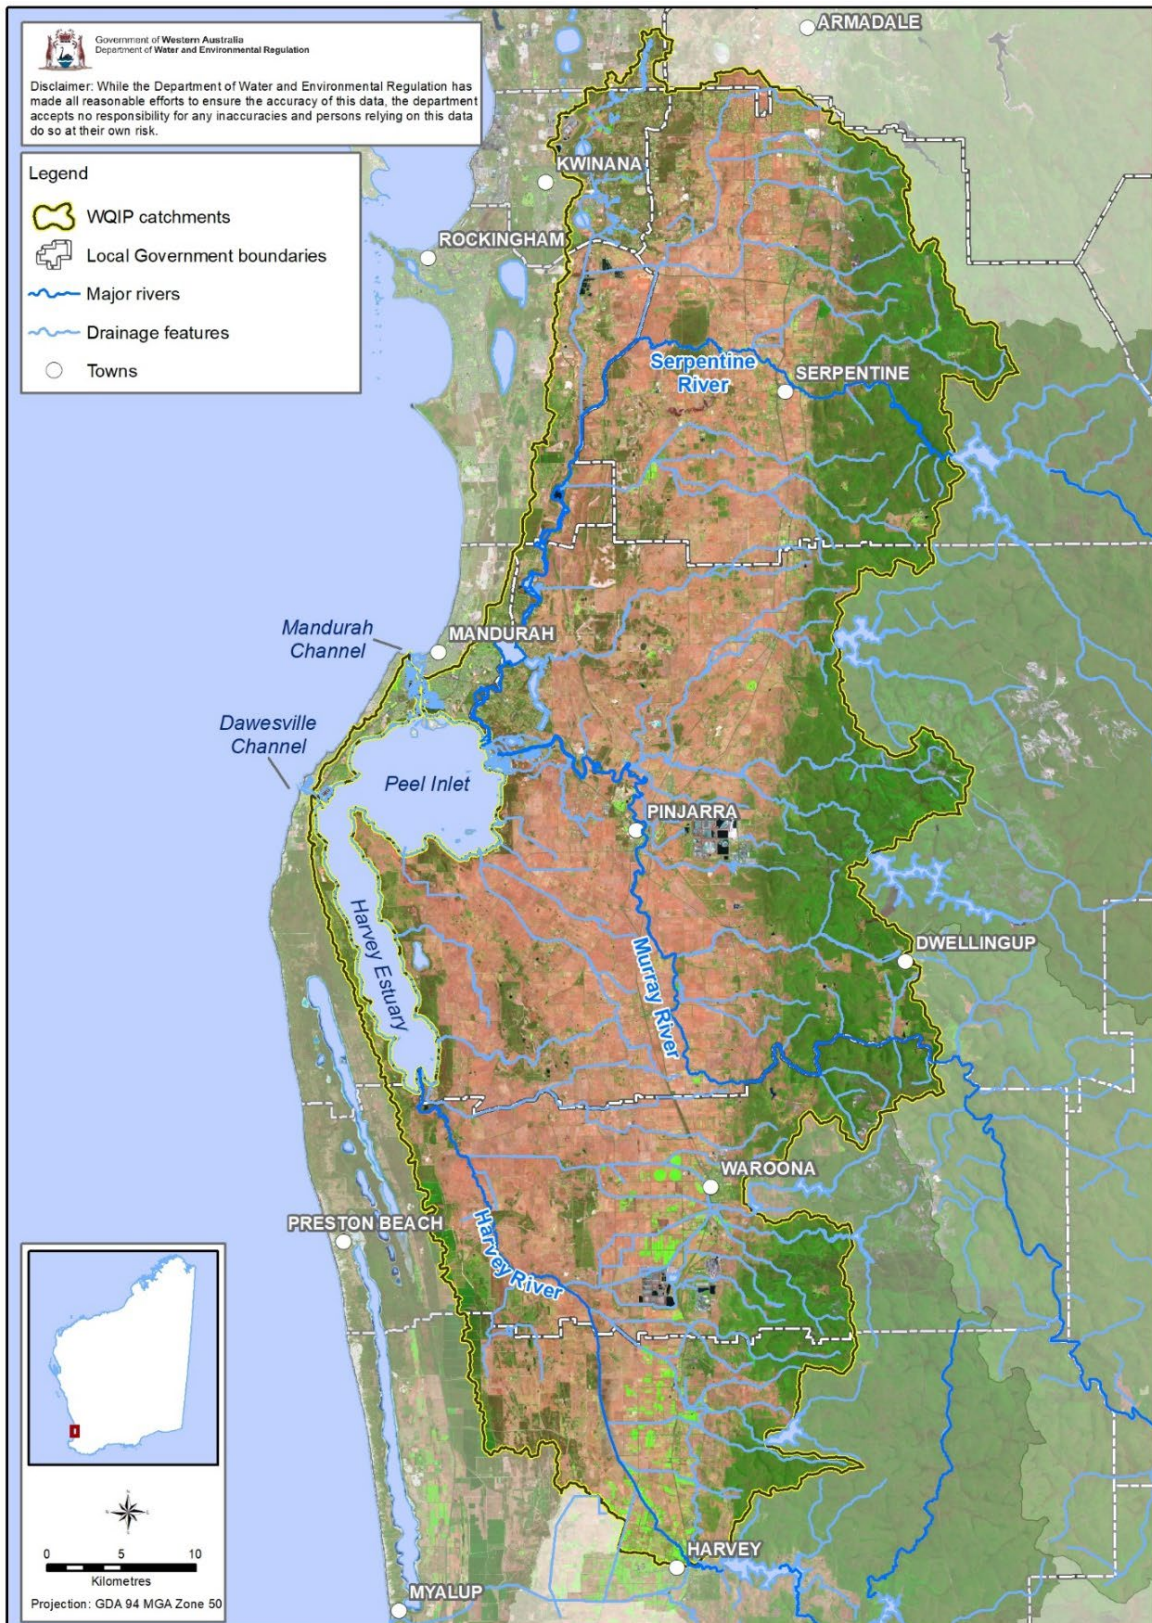 Government of Western Australia
Department of Water and Environmental Regulation
Disclaimer: While the Department of Water and Environmental Regulation has
made all reasonable efforts to ensure the accuracy of this data, the department
accepts no responsibility for any inaccuracies and persons relying on this data
do so at their own risk.
Legend
WQIP catchments
Local Government boundaries
Major rivers
Drainage features
Towns
ARMADALE
KWINANA
ROCKINGHAM
Serpentine
River
SERPENTINE
Mandurah
Channel
MANDURAH
Dawesville
Channel
Peel Inlet
PINJARRA
Harvey Estuary
Murray River
DWELLINGUP
WAROONA
PRESTON BEACH
Harvey River
HARVEY
MYALUP
0 5 10
Kilometres
Projection: GDA 94 MGA Zone 50